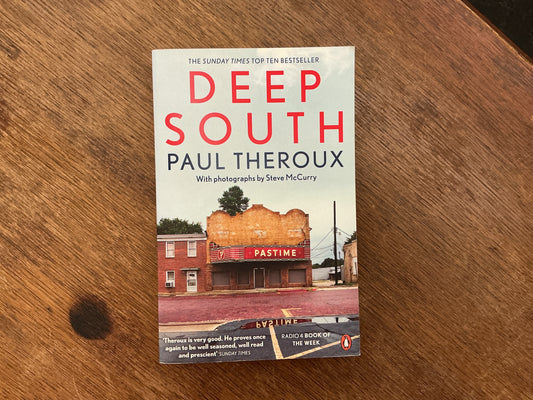 THE SUNDAY TIMES TOP TEN BESTSELLER
DEEP
SOUTH
PAUL THEROUX
With photographs by Steve McCurry
PASTIME
PASTIME
'Theroux is very good. He proves once
again to be well seasoned, well read
and prescient' SUNDAY TIMES
RADIO 4 BOOK OF
THE WEEK